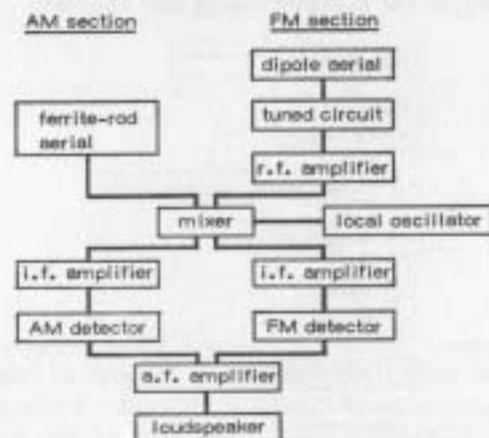 AM section
FM section
dipole aerial
ferrite-rod
aerial
tuned circuit
r.f. amplifier
mixer
local oscillator
i.f. amplifier
i.f. amplifier
AM detector
FM detector
a.f. amplifier
loudspeaker